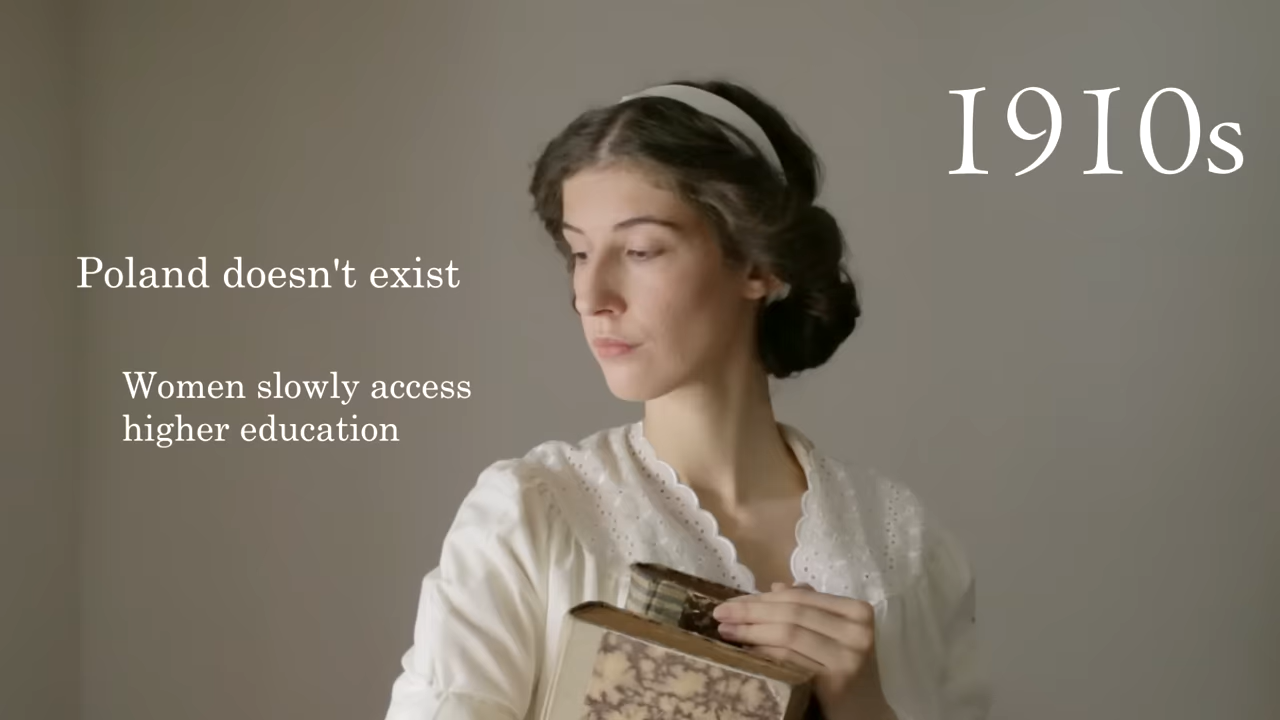 1910s
Poland doesn't exist
Women slowly access
higher education